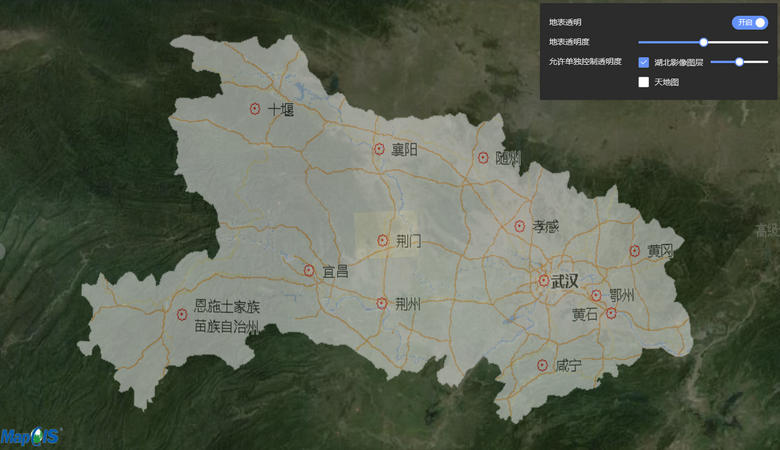 地表透明
开启
地表透明度
允许单独控制透明度
湖北影像图层
天地图
十堰
襄阳
随州
孝感
荆门
黄冈
宜昌
武汉
鄂州
恩施土家族
苗族自治州
荆州
黄石
咸宁
高级
MapGIS